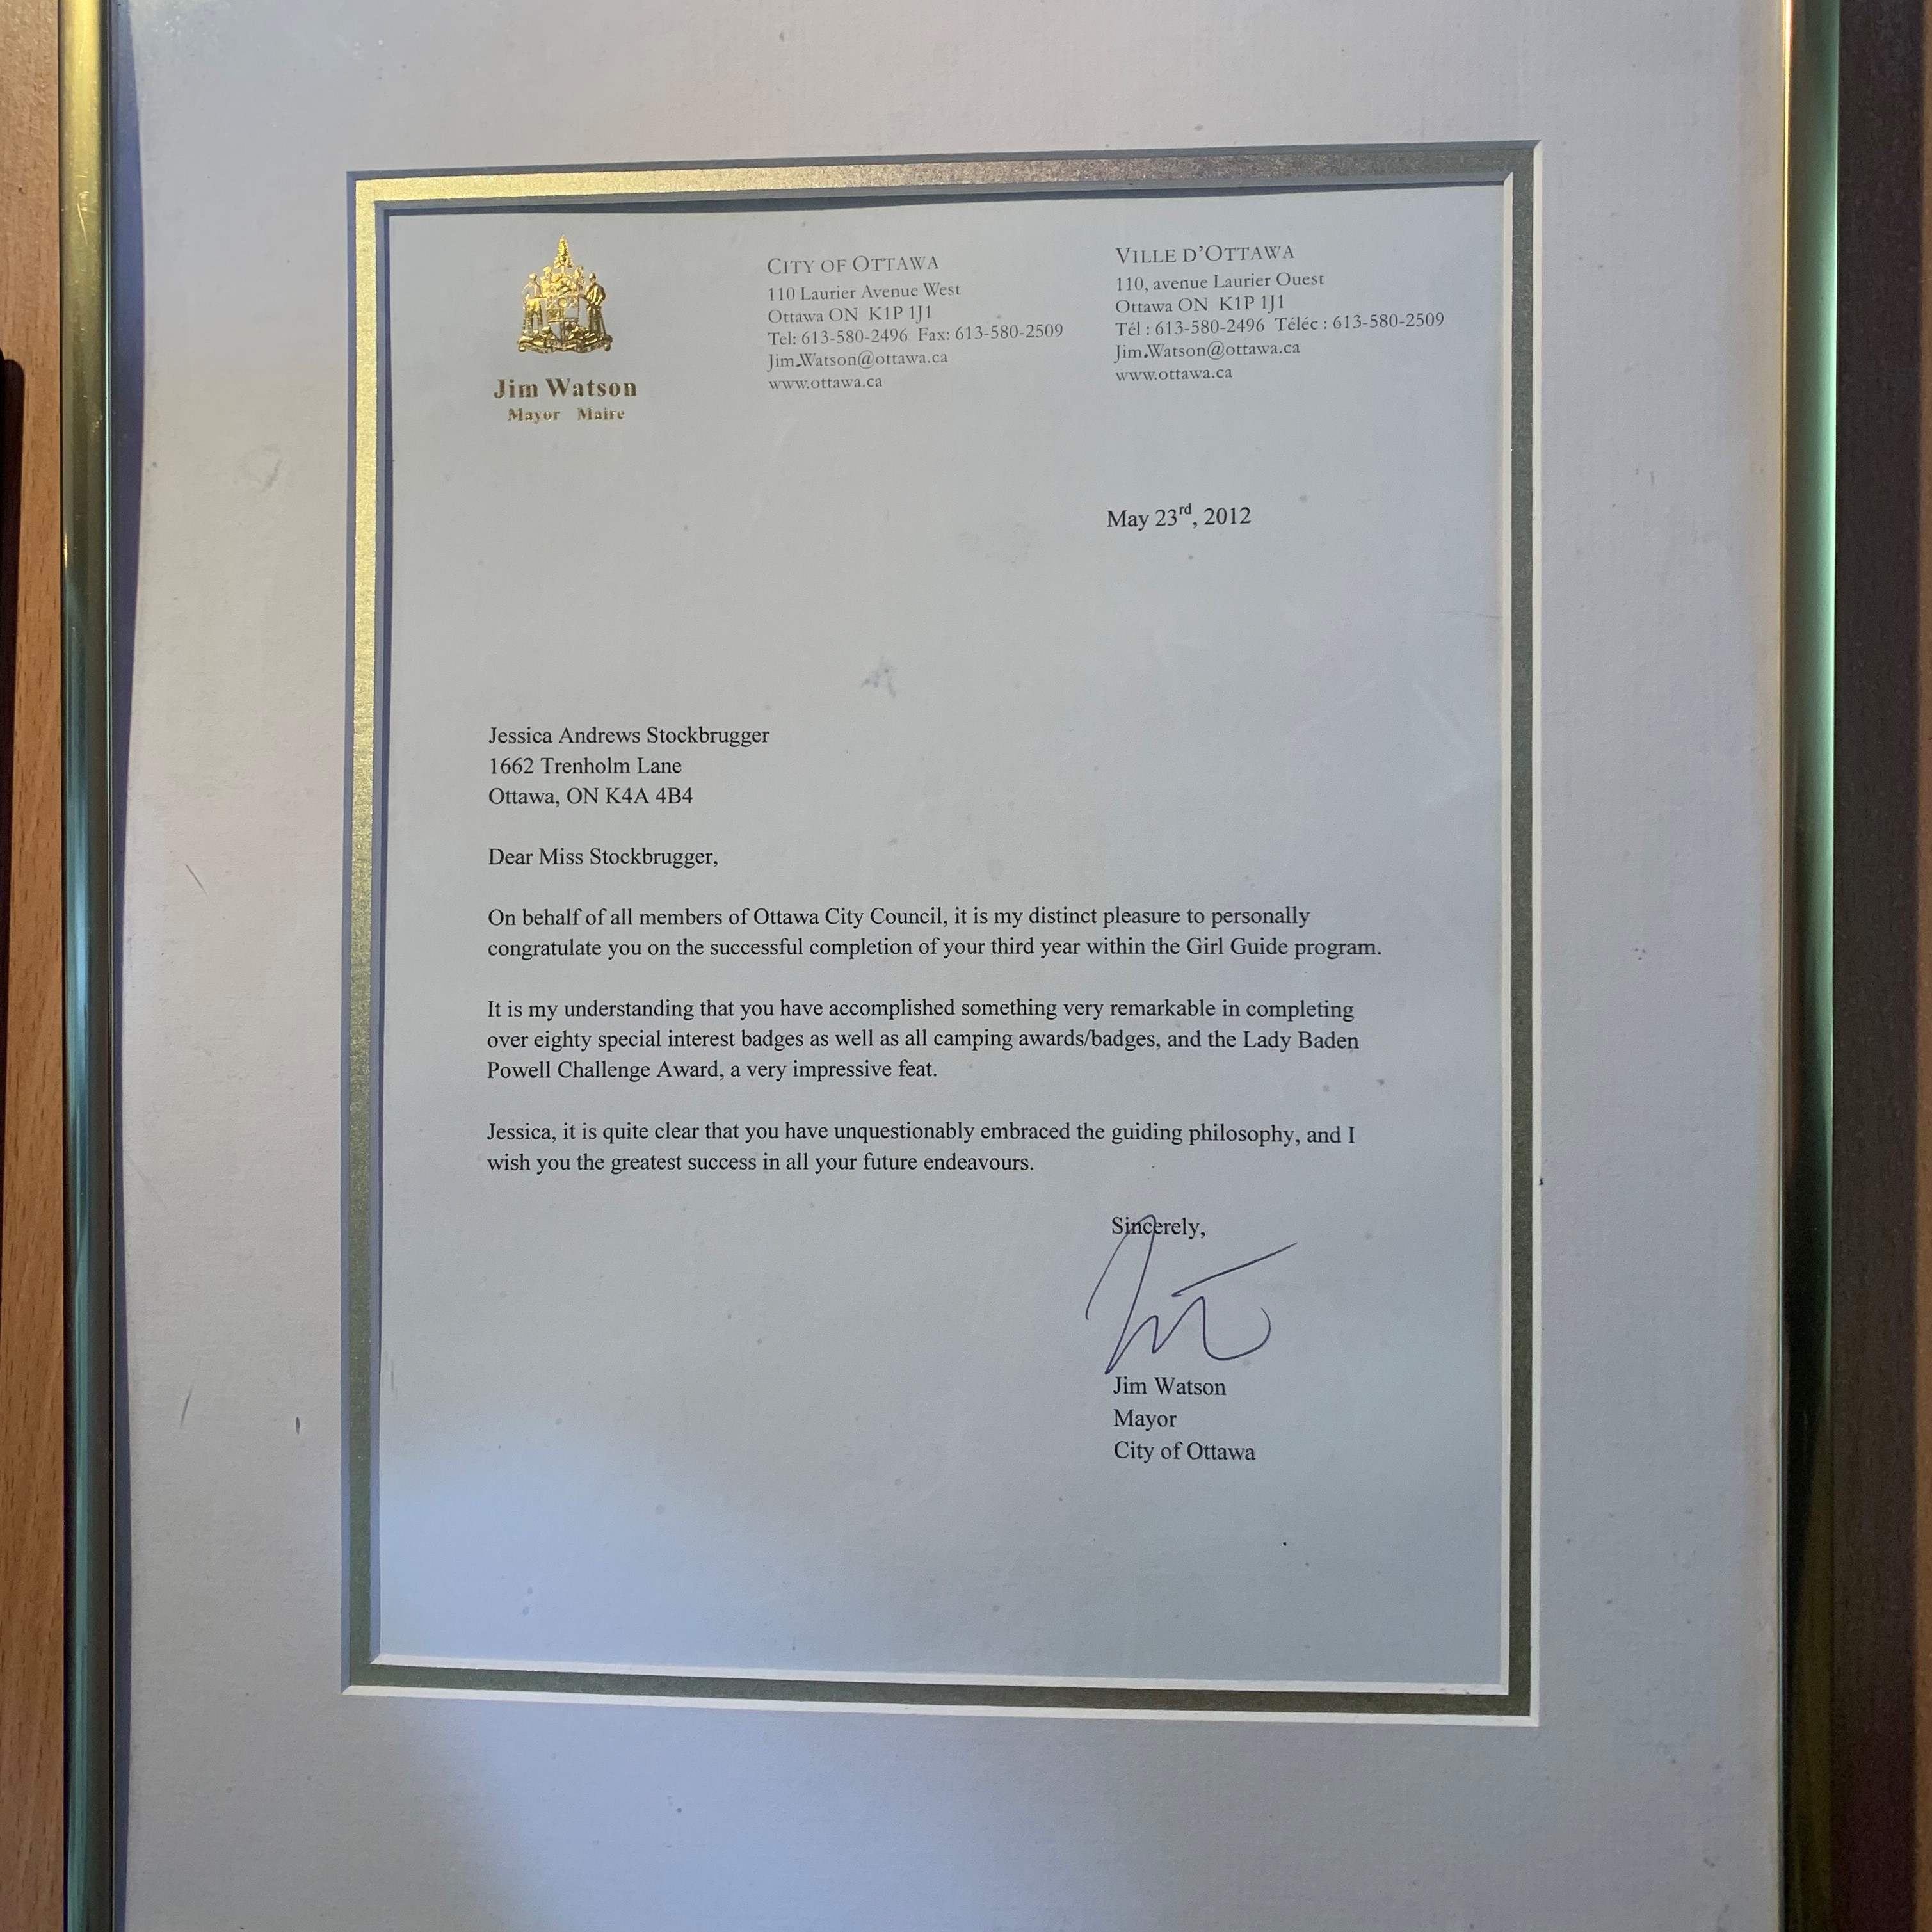 Jim Watson
Mayor Maire
CITY OF OTTAWA
110 Laurier Avenue West
Ottawa ON K1P 1J1
Tel: 613-580-2496 Fax: 613-580-2509
Jim.Watson@ottawa.ca
www.ottawa.ca
VILLE D'OTTAWA
110, avenue Laurier Ouest
Ottawa ON K1P 1J1
Tél : 613-580-2496 Téléc : 613-580-2509
Jim.Watson@ottawa.ca
www.ottawa.ca
May 23rd, 2012
Jessica Andrews Stockbrugger
1662 Trenholm Lane
Ottawa, ON K4A 4B4
Dear Miss Stockbrugger,
On behalf of all members of Ottawa City Council, it is my distinct pleasure to personally
congratulate you on the successful completion of your third year within the Girl Guide program.
It is my understanding that you have accomplished something very remarkable in completing
over eighty special interest badges as well as all camping awards/badges, and the Lady Baden
Powell Challenge Award, a very impressive feat.
Jessica, it is quite clear that you have unquestionably embraced the guiding philosophy, and I
wish you the greatest success in all your future endeavours.
Sincerely,
Jim Watson
Mayor
City of Ottawa